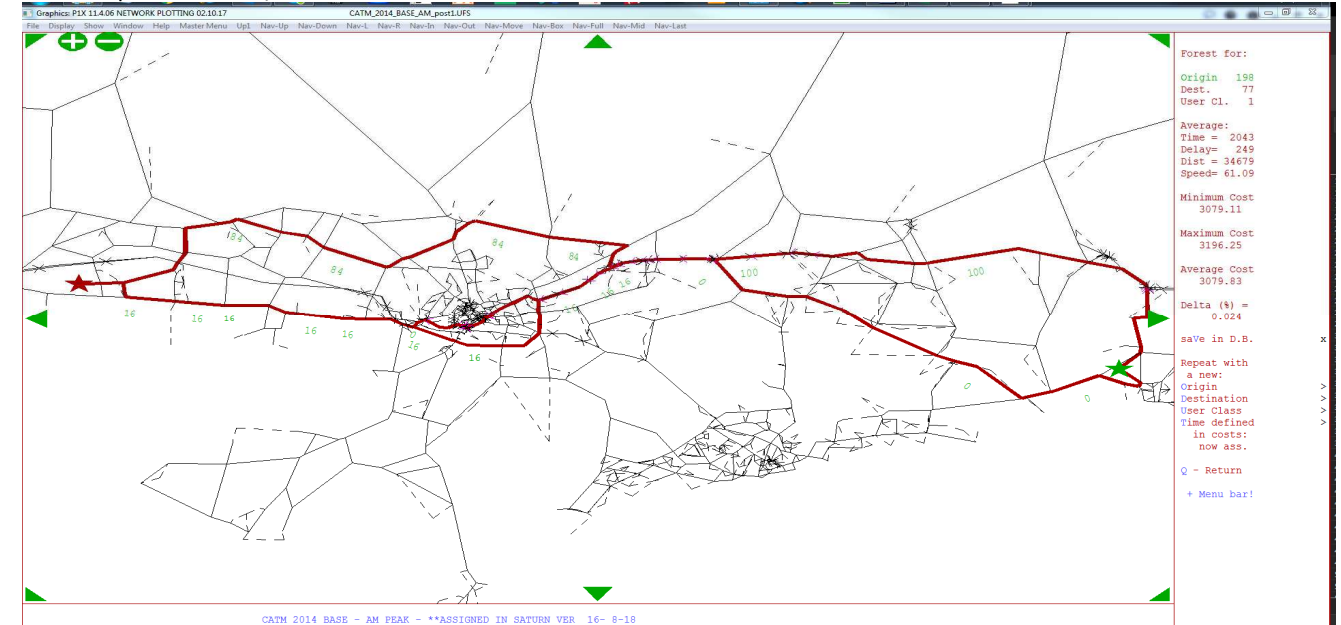 Graphics: P1X 11.4.06 NETWORK PLOTTING 02.10.17 CATM_2014_BASE_AM_post1.UFS
File Display Show Window Help Master Menu Up1 Nav-Up Nav-Down Nav-L Nav-R Nav-In Nav-Out Nav-Move Nav-Box Nav-Full Nav-Mid Nav-Last
Forest for:
Origin 198
Dest. 77
User Cl. 1
Average:
Time = 2043
Delay= 249
Dist = 34679
Speed= 61.09
Minimum Cost
3079.11
Maximum Cost
3196.25
Average Cost
3079.83
Delta (%) =
0.024
saVe in D.B. x
Repeat with
a new:
Origin >
Destination >
User Class >
Time defined >
in costs:
now ass.
Q - Return
+ Menu bar!
84
84
84
84
100
100
0
16
16
16
16
16
16
16
16
16
16
0
0
0
CATM 2014 BASE - AM PEAK - **ASSIGNED IN SATURN VER 16- 8-18